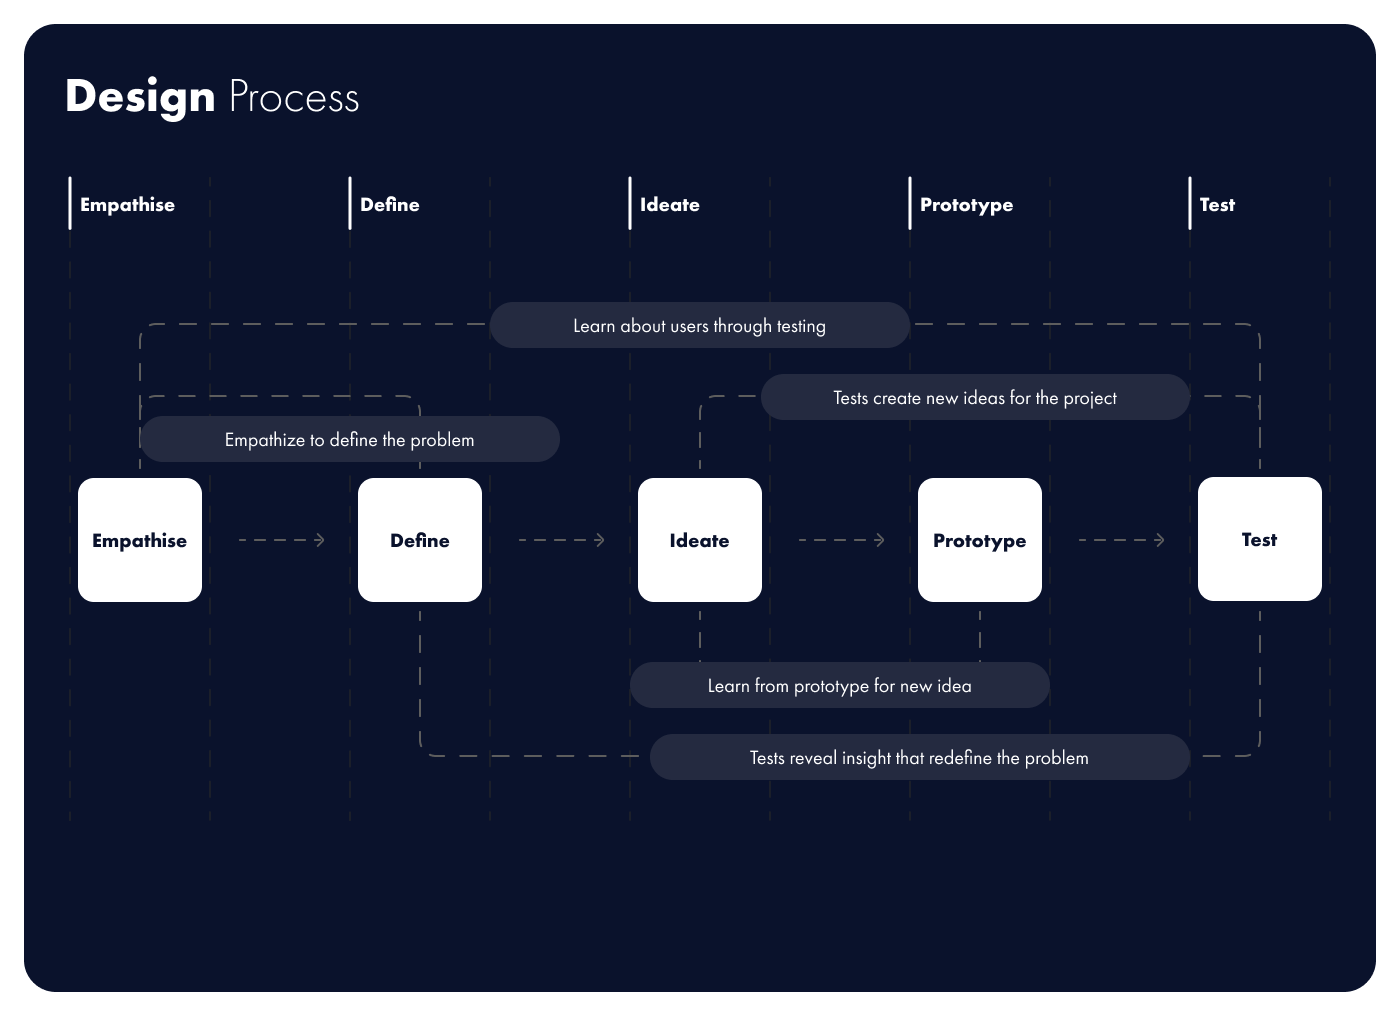 Design Process
Empathise
Define
Ideate
Prototype
Test
Learn about users through testing
Tests create new ideas for the project
Empathize to define the problem
Empathise
Define
Ideate
Prototype
Test
Learn from prototype for new idea
Tests reveal insight that redefine the problem